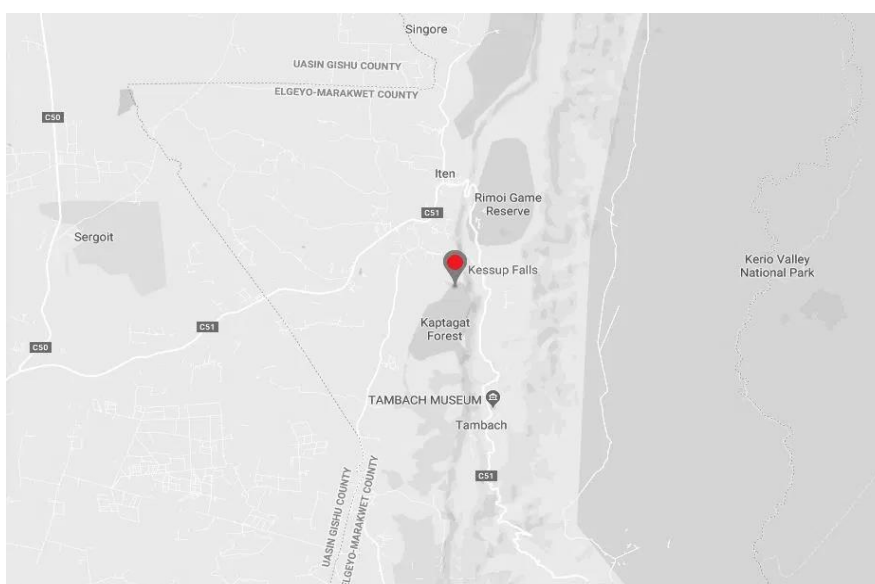 Singore
UASIN GISHU COUNTY
ELGEYO-MARAKWET COUNTY
C50
Iten
Rimoi Game
Reserve
C51
Sergoit
Kessup Falls
Kerio Valley
National Park
C51
Kaptagat
Forest
C50
TAMBACH MUSEUM
Tambach
C51
UASIN GISHU COUNTY
ELGEYO-MARAKWET COUNTY